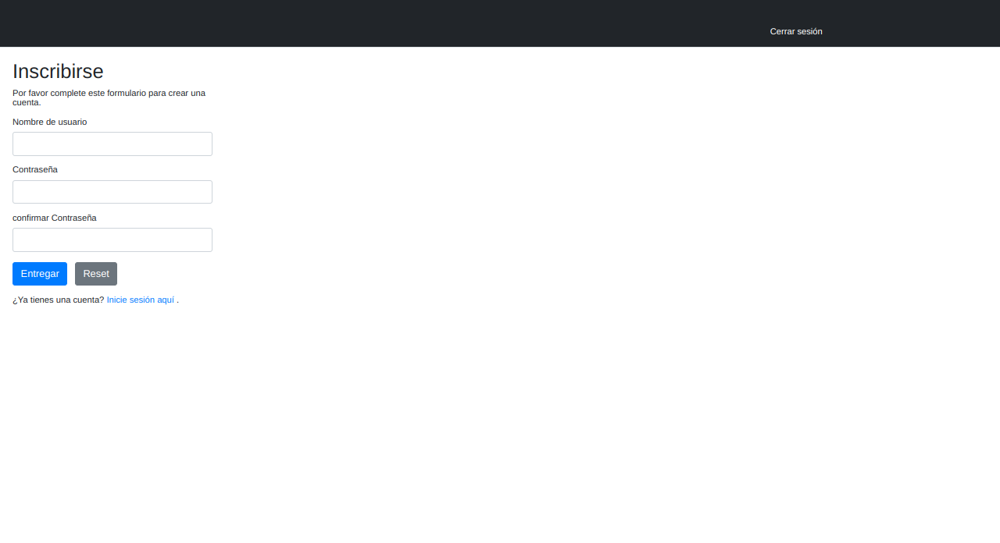 Cerrar sesión
Inscribirse
Por favor complete este formulario para crear una
cuenta.
Nombre de usuario
Contraseña
confirmar Contraseña
Entregar Reset
¿Ya tienes una cuenta? Inicie sesión aquí .